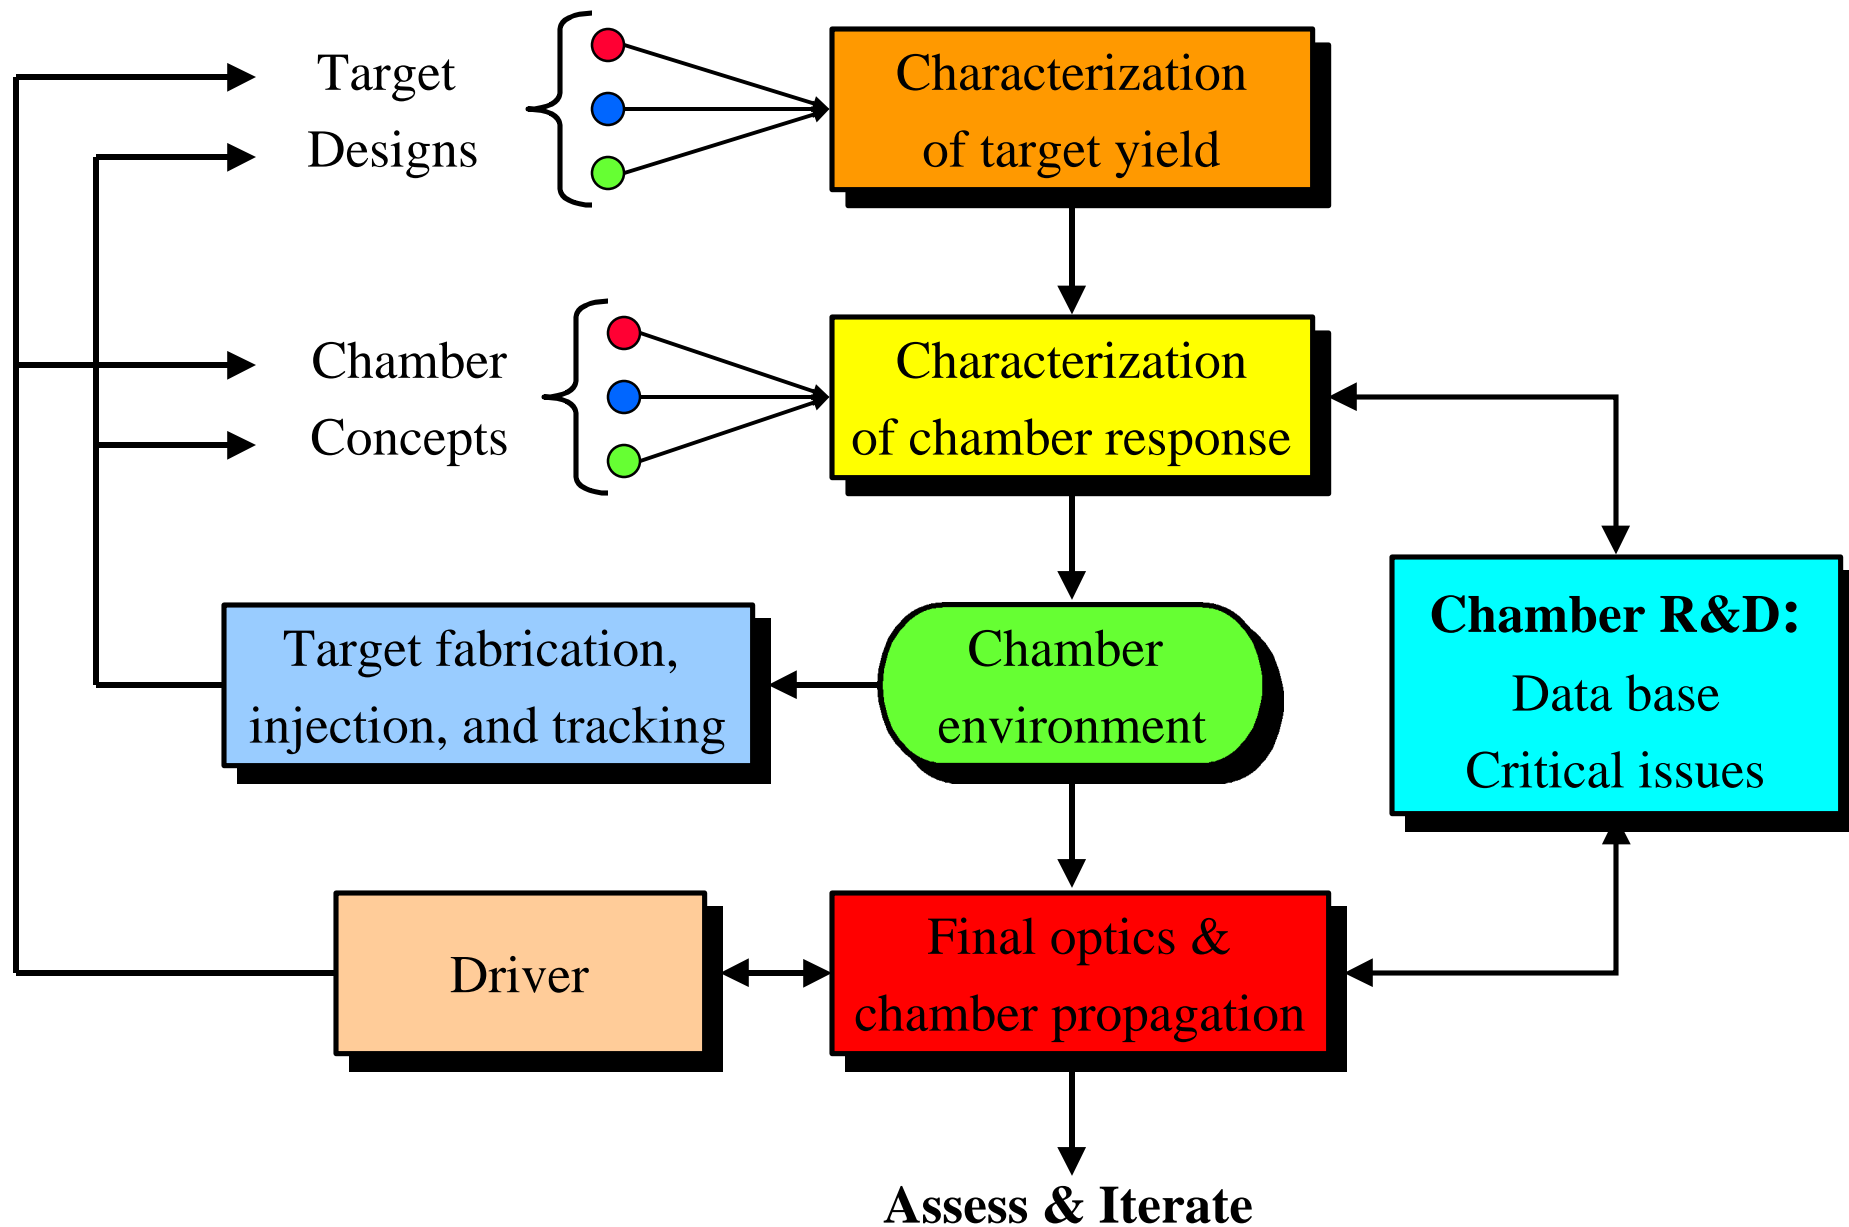 Target
Designs
Characterization
of target yield
Chamber
Concepts
Characterization
of chamber response
Target fabrication,
injection, and tracking
Chamber
environment
Chamber R&D:
Data base
Critical issues
Driver
Final optics &
chamber propagation
Assess & Iterate